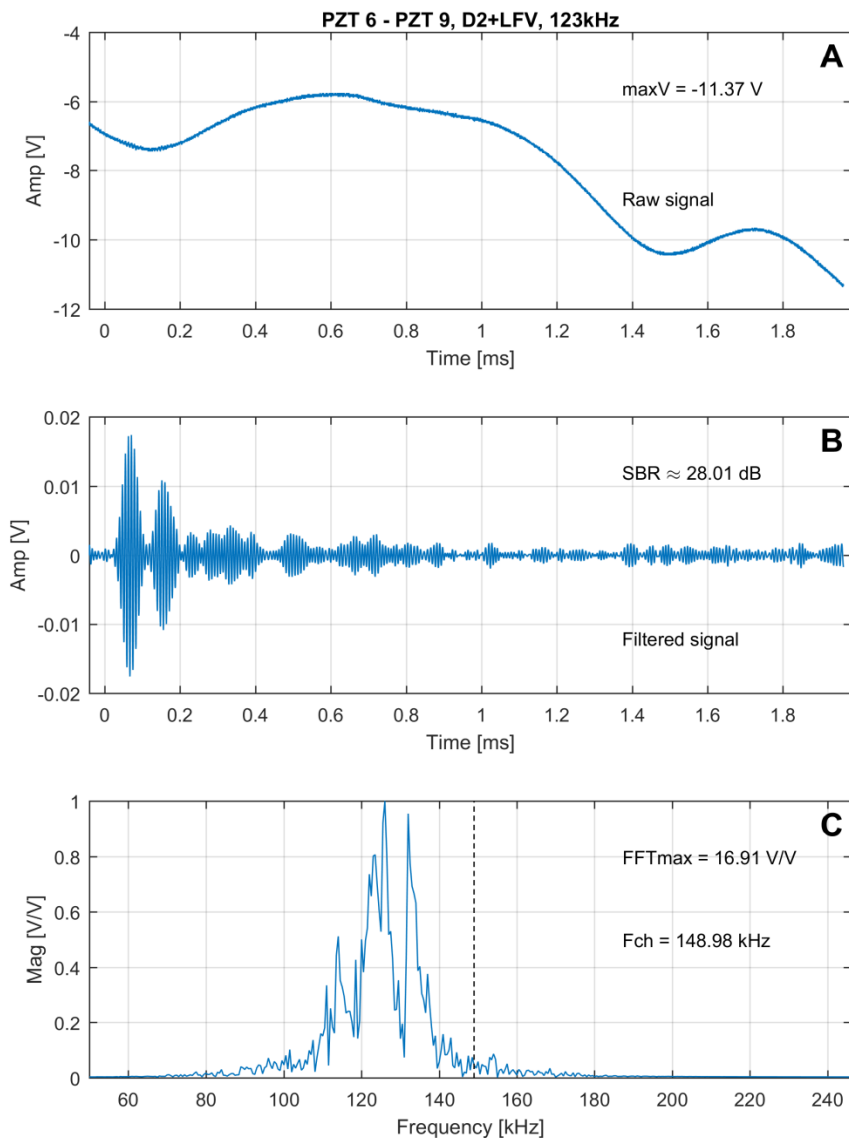 PZT 6 - PZT 9, D2+LFV, 123kHz
A
maxV = -11.37 V
Raw signal
Amp [V]
-4
-6
-8
-10
-12
0 0.2 0.4 0.6 0.8 1 1.2 1.4 1.6 1.8
Time [ms]
B
SBR ≈ 28.01 dB
Filtered signal
Amp [V]
0.02
0.01
0
-0.01
-0.02
0 0.2 0.4 0.6 0.8 1 1.2 1.4 1.6 1.8
Time [ms]
C
FFTmax = 16.91 V/V
Fch = 148.98 kHz
Mag [V/V]
1
0.8
0.6
0.4
0.2
0
60 80 100 120 140 160 180 200 220 240
Frequency [kHz]